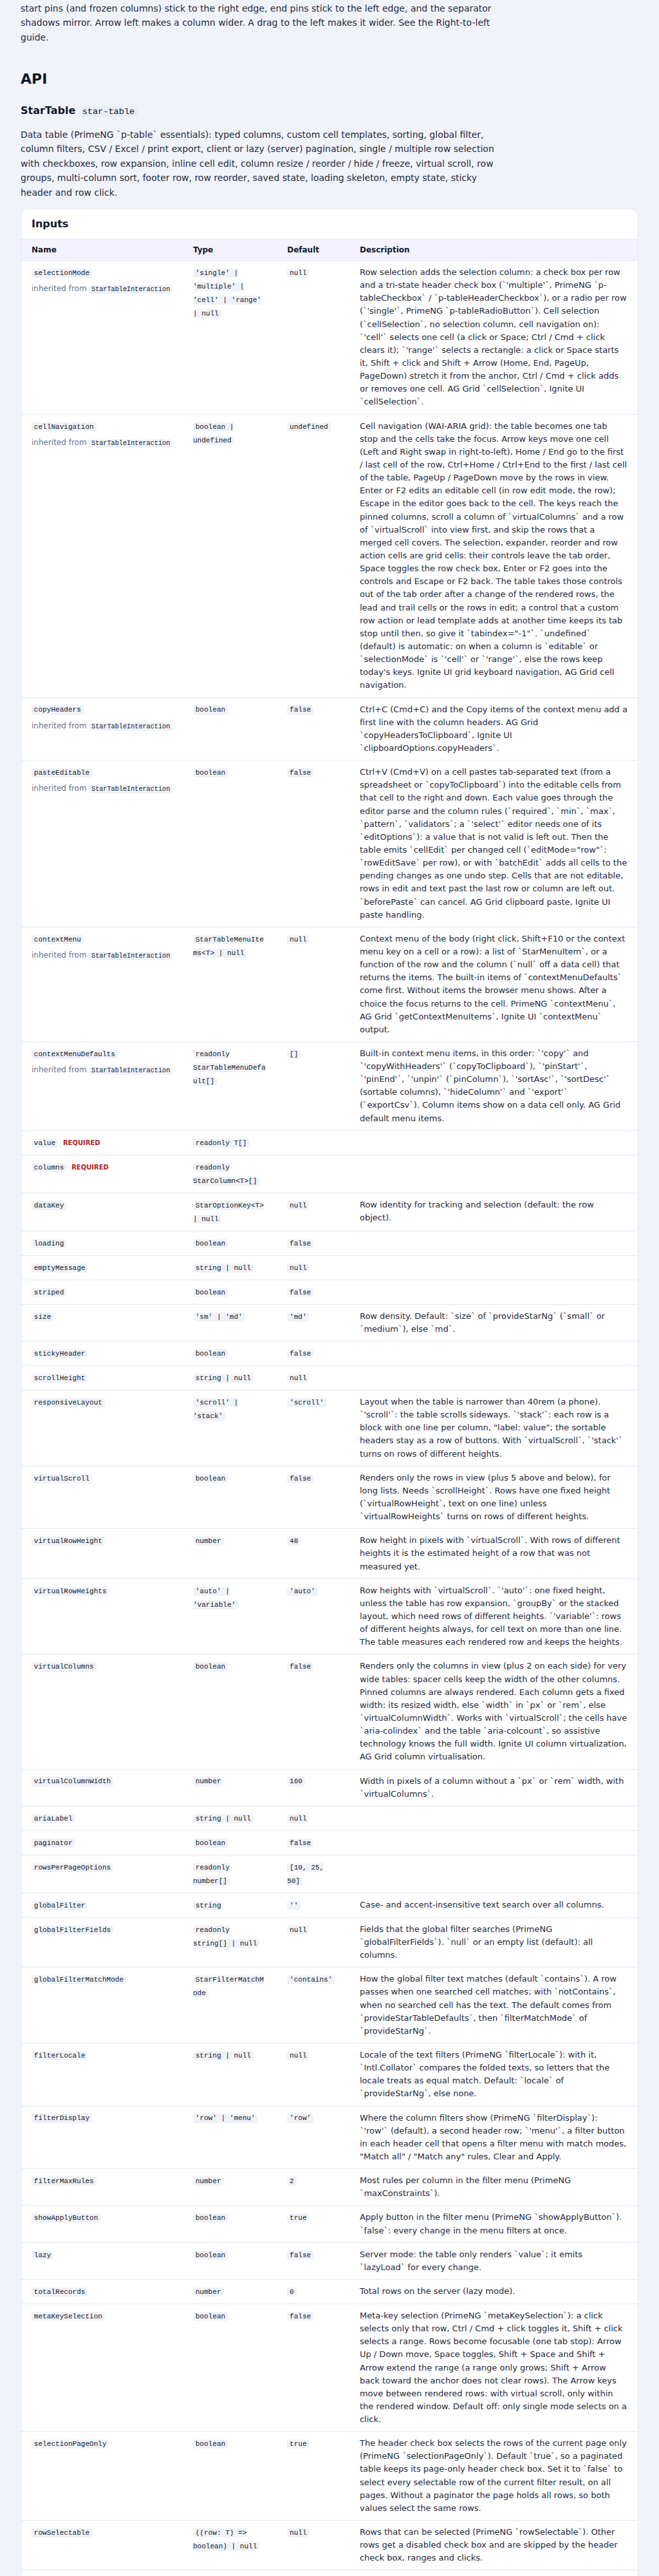 start pins (and frozen columns) stick to the right edge, end pins stick to the left edge, and the separator
shadows mirror. Arrow left makes a column wider. A drag to the left makes it wider. See the Right-to-left
guide.
API
StarTable star-table
Data table (PrimeNG `p-table` essentials): typed columns, custom cell templates, sorting, global filter,
column filters, CSV / Excel / print export, client or lazy (server) pagination, single / multiple row selection
with checkboxes, row expansion, inline cell edit, column resize / reorder / hide / freeze, virtual scroll, row
groups, multi-column sort, footer row, row reorder, saved state, loading skeleton, empty state, sticky
header and row click.
Inputs
Name Type Default Description
selectionMode 'single' | null Row selection adds the selection column: a check box per row
inherited from StarTableInteraction 'multiple' | and a tri-state header check box (`'multiple'`, PrimeNG `p-
'cell' | 'range' tableCheckbox` / `p-tableHeaderCheckbox`), or a radio per row
| null (`'single'`, PrimeNG `p-tableRadioButton`). Cell selection
(`cellSelection`, no selection column, cell navigation on):
`'cell'` selects one cell (a click or Space; Ctrl / Cmd + click
clears it); `'range'` selects a rectangle: a click or Space starts
it, Shift + click and Shift + Arrow (Home, End, PageUp,
PageDown) stretch it from the anchor, Ctrl / Cmd + click adds
or removes one cell. AG Grid `cellSelection`, Ignite UI
`cellSelection`.
cellNavigation boolean | undefined Cell navigation (WAI-ARIA grid): the table becomes one tab
inherited from StarTableInteraction undefined stop and the cells take the focus. Arrow keys move one cell
(Left and Right swap in right-to-left), Home / End go to the first
/ last cell of the row, Ctrl+Home / Ctrl+End to the first / last cell
of the table, PageUp / PageDown move by the rows in view.
Enter or F2 edits an editable cell (in row edit mode, the row);
Escape in the editor goes back to the cell. The keys reach the
pinned columns, scroll a column of `virtualColumns` and a row
of `virtualScroll` into view first, and skip the rows that a
merged cell covers. The selection, expander, reorder and row
action cells are grid cells: their controls leave the tab order,
Space toggles the row check box, Enter or F2 goes into the
controls and Escape or F2 back. The table takes those controls
out of the tab order after a change of the rendered rows, the
lead and trail cells or the rows in edit; a control that a custom
row action or lead template adds at another time keeps its tab
stop until then, so give it `tabindex="-1"`. `undefined`
(default) is automatic: on when a column is `editable` or
`selectionMode` is `'cell'` or `'range'`, else the rows keep
today's keys. Ignite UI grid keyboard navigation, AG Grid cell
navigation.
copyHeaders boolean false Ctrl+C (Cmd+C) and the Copy items of the context menu add a
inherited from StarTableInteraction first line with the column headers. AG Grid
`copyHeadersToClipboard`, Ignite UI
`clipboardOptions.copyHeaders`.
pasteEditable boolean false Ctrl+V (Cmd+V) on a cell pastes tab-separated text (from a
inherited from StarTableInteraction spreadsheet or `copyToClipboard`) into the editable cells from
that cell to the right and down. Each value goes through the
editor parse and the column rules (`required`, `min`, `max`,
`pattern`, `validators`; a `'select'` editor needs one of its
`editOptions`): a value that is not valid is left out. Then the
table emits `cellEdit` per changed cell (`editMode="row"`:
`rowEditSave` per row), or with `batchEdit` adds all cells to the
pending changes as one undo step. Cells that are not editable,
rows in edit and text past the last row or column are left out.
`beforePaste` can cancel. AG Grid clipboard paste, Ignite UI
paste handling.
contextMenu StarTableMenuIte null Context menu of the body (right click, Shift+F10 or the context
inherited from StarTableInteraction ms<T> | null menu key on a cell or a row): a list of `StarMenuItem`, or a
function of the row and the column (`null` off a data cell) that
returns the items. The built-in items of `contextMenuDefaults`
come first. Without items the browser menu shows. After a
choice the focus returns to the cell. PrimeNG `contextMenu`,
AG Grid `getContextMenuItems`, Ignite UI `contextMenu`
output.
contextMenuDefaults readonly [] Built-in context menu items, in this order: `'copy'` and
inherited from StarTableInteraction StarTableMenuDefa `'copyWithHeaders'` (`copyToClipboard`), `'pinStart'`,
ult[] `'pinEnd'`, `'unpin'` (`pinColumn`), `'sortAsc'`, `'sortDesc'`
(sortable columns), `'hideColumn'` and `'export'`
(`exportCsv`). Column items show on a data cell only. AG Grid
default menu items.
value REQUIRED readonly T[]
columns REQUIRED readonly
StarColumn<T>[]
dataKey StarOptionKey<T> null Row identity for tracking and selection (default: the row
| null object).
loading boolean false
emptyMessage string | null null
striped boolean false
size 'sm' | 'md' 'md' Row density. Default: `size` of `provideStarNg` (`small` or
`medium`), else `md`.
stickyHeader boolean false
scrollHeight string | null null
responsiveLayout 'scroll' | 'scroll' Layout when the table is narrower than 40rem (a phone).
'stack' `'scroll'`: the table scrolls sideways. `'stack'`: each row is a
block with one line per column, "label: value"; the sortable
headers stay as a row of buttons. With `virtualScroll`, `'stack'`
turns on rows of different heights.
virtualScroll boolean false Renders only the rows in view (plus 5 above and below), for
long lists. Needs `scrollHeight`. Rows have one fixed height
(`virtualRowHeight`, text on one line) unless
`virtualRowHeights` turns on rows of different heights.
virtualRowHeight number 48 Row height in pixels with `virtualScroll`. With rows of different
heights it is the estimated height of a row that was not
measured yet.
virtualRowHeights 'auto' | 'auto' Row heights with `virtualScroll`. `'auto'`: one fixed height,
'variable' unless the table has row expansion, `groupBy` or the stacked
layout, which need rows of different heights. `'variable'`: rows
of different heights always, for cell text on more than one line.
The table measures each rendered row and keeps the heights.
virtualColumns boolean false Renders only the columns in view (plus 2 on each side) for very
wide tables: spacer cells keep the width of the other columns.
Pinned columns are always rendered. Each column gets a fixed
width: its resized width, else `width` in `px` or `rem`, else
`virtualColumnWidth`. Works with `virtualScroll`; the cells have
`aria-colindex` and the table `aria-colcount`, so assistive
technology knows the full width. Ignite UI column virtualization,
AG Grid column virtualisation.
virtualColumnWidth number 160 Width in pixels of a column without a `px` or `rem` width, with
`virtualColumns`.
ariaLabel string | null null
paginator boolean false
rowsPerPageOptions readonly [10, 25,
number[] 50]
globalFilter string '' Case- and accent-insensitive text search over all columns.
globalFilterFields readonly null Fields that the global filter searches (PrimeNG
string[] | null `globalFilterFields`). `null` or an empty list (default): all
columns.
globalFilterMatchMode StarFilterMatchM 'contains' How the global filter text matches (default `contains`). A row
ode passes when one searched cell matches; with `notContains`,
when no searched cell has the text. The default comes from
`provideStarTableDefaults`, then `filterMatchMode` of
`provideStarNg`.
filterLocale string | null null Locale of the text filters (PrimeNG `filterLocale`): with it,
`Intl.Collator` compares the folded texts, so letters that the
locale treats as equal match. Default: `locale` of
`provideStarNg`, else none.
filterDisplay 'row' | 'menu' 'row' Where the column filters show (PrimeNG `filterDisplay`):
`'row'` (default), a second header row; `'menu'`, a filter button
in each header cell that opens a filter menu with match modes,
"Match all" / "Match any" rules, Clear and Apply.
filterMaxRules number 2 Most rules per column in the filter menu (PrimeNG
`maxConstraints`).
showApplyButton boolean true Apply button in the filter menu (PrimeNG `showApplyButton`).
`false`: every change in the menu filters at once.
lazy boolean false Server mode: the table only renders `value`; it emits
`lazyLoad` for every change.
totalRecords number 0 Total rows on the server (lazy mode).
metaKeySelection boolean false Meta-key selection (PrimeNG `metaKeySelection`): a click
selects only that row, Ctrl / Cmd + click toggles it, Shift + click
selects a range. Rows become focusable (one tab stop): Arrow
Up / Down move, Space toggles, Shift + Space and Shift +
Arrow extend the range (a range only grows; Shift + Arrow
back toward the anchor does not clear rows). The Arrow keys
move between rendered rows: with virtual scroll, only within
the rendered window. Default off: only single mode selects on a
click.
selectionPageOnly boolean true The header check box selects the rows of the current page only
(PrimeNG `selectionPageOnly`). Default `true`, so a paginated
table keeps its page-only header check box. Set it to `false` to
select every selectable row of the current filter result, on all
pages. Without a paginator the page holds all rows, so both
values select the same rows.
rowSelectable ((row: T) => null Rows that can be selected (PrimeNG `rowSelectable`). Other
boolean) | null rows get a disabled check box and are skipped by the header
check box, ranges and clicks.